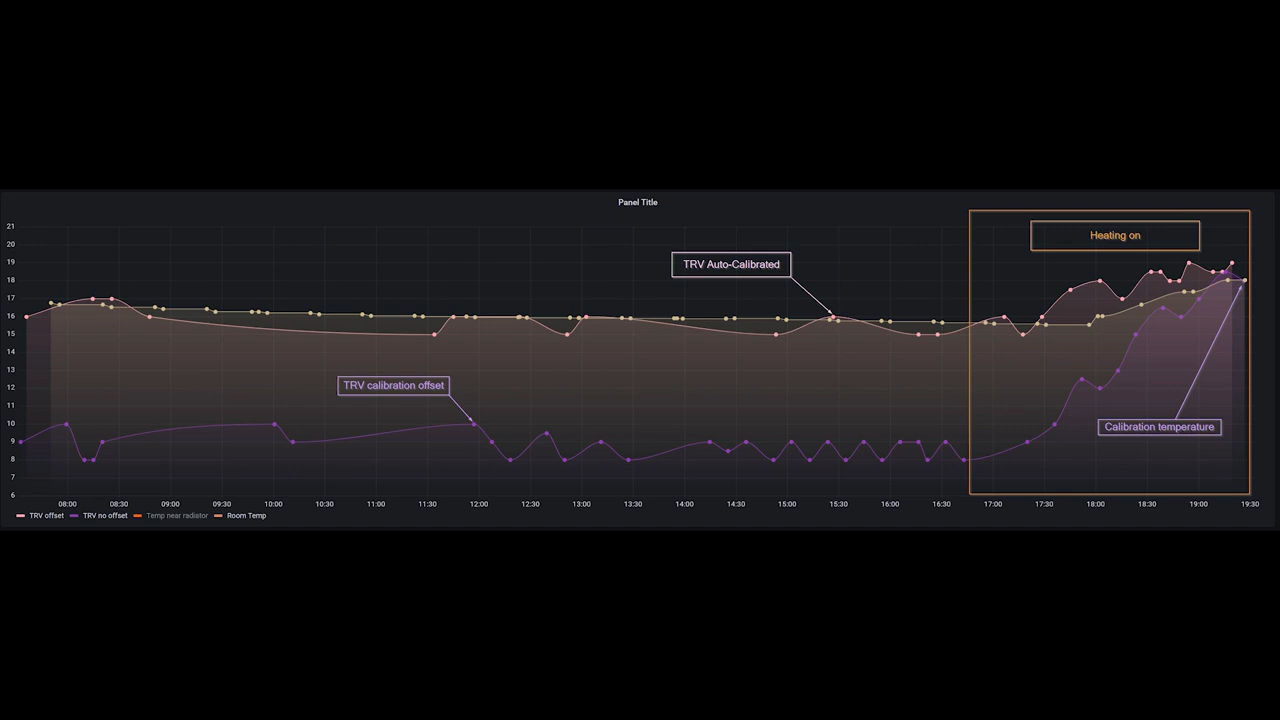 Panel Title
21
20
19
18
17
16
15
14
13
12
11
10
9
8
7
6
Heating on
TRV Auto-Calibrated
TRV calibration offset
Calibration temperature
08:00 08:30 09:00 09:30 10:00 10:30 11:00 11:30 12:00 12:30 13:00 13:30 14:00 14:30 15:00 15:30 16:00 16:30 17:00 17:30 18:00 18:30 19:00 19:30
TRV offset TRV no offset Temp near radiator Room Temp